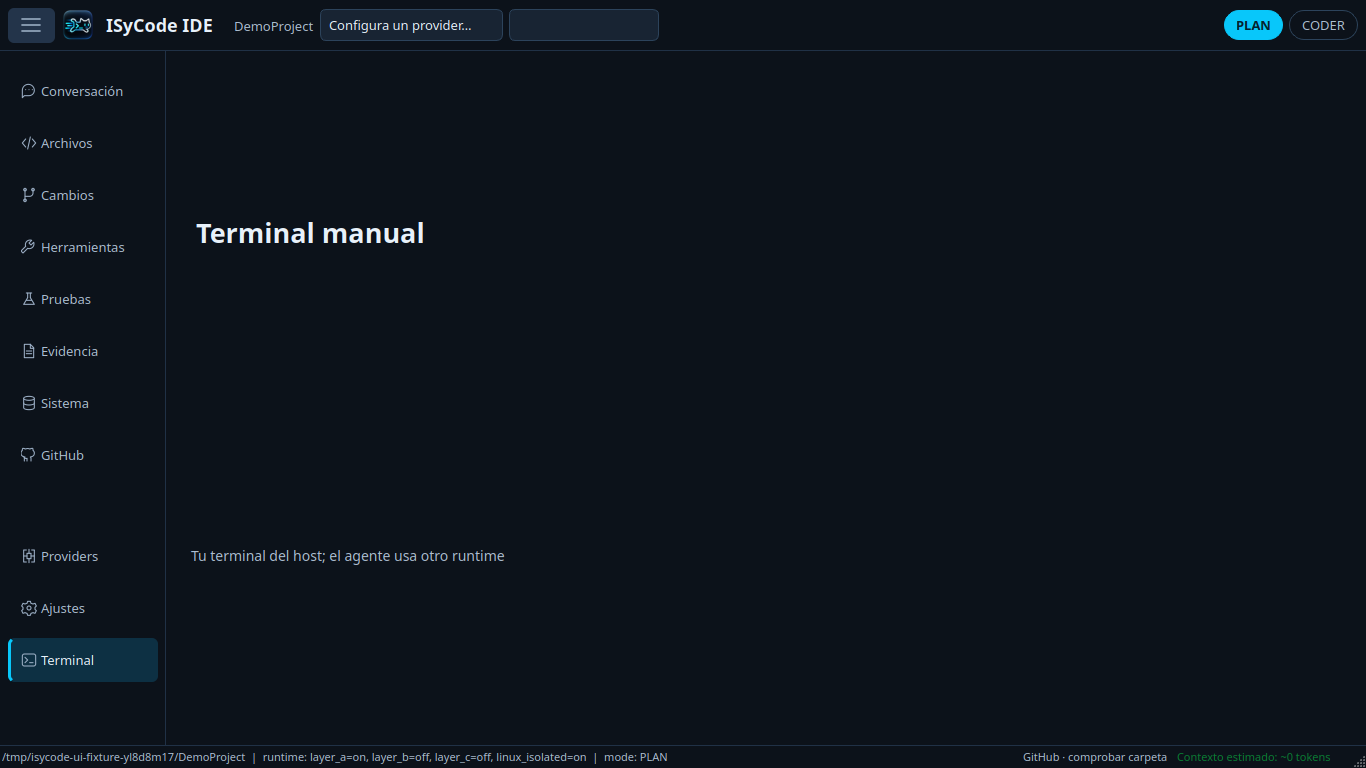 ISyCode IDE
DemoProject
Configura un provider...
PLAN
CODER
Conversación
Archivos
Cambios
Herramientas
Pruebas
Evidencia
Sistema
GitHub
Providers
Ajustes
Terminal
Terminal manual
Tu terminal del host; el agente usa otro runtime
/tmp/isycode-ui-fixture-yl8d8m17/DemoProject | runtime: layer_a=on, layer_b=off, layer_c=off, linux_isolated=on | mode: PLAN
GitHub · comprobar carpeta
Contexto estimado: ~0 tokens